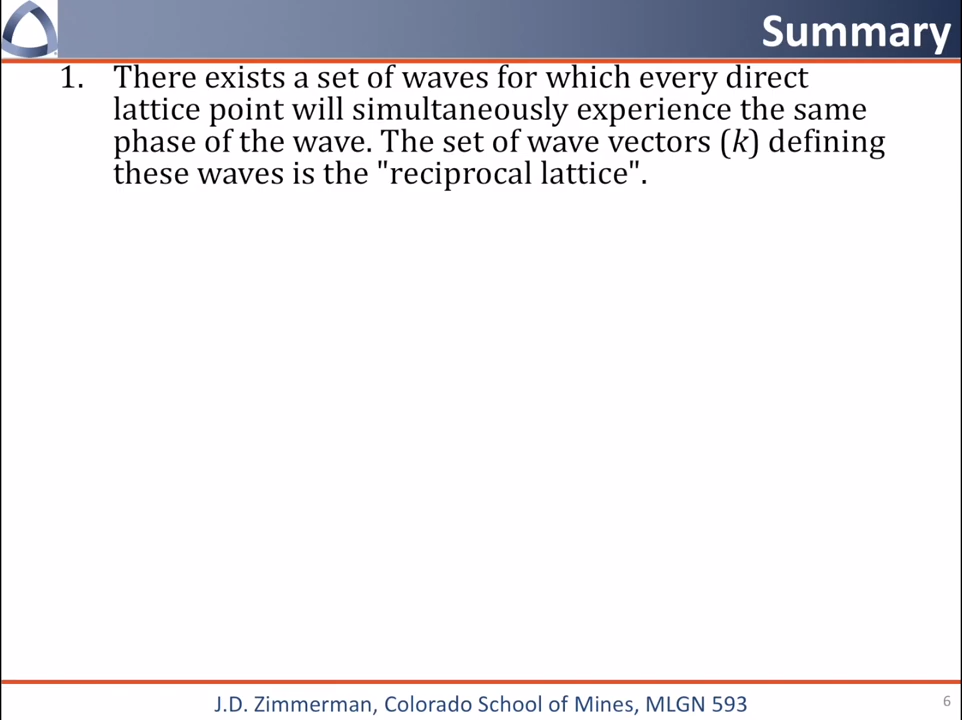 Summary
1. There exists a set of waves for which every direct
lattice point will simultaneously experience the same
phase of the wave. The set of wave vectors (k) defining
these waves is the "reciprocal lattice".
J.D. Zimmerman, Colorado School of Mines, MLGN 593
6